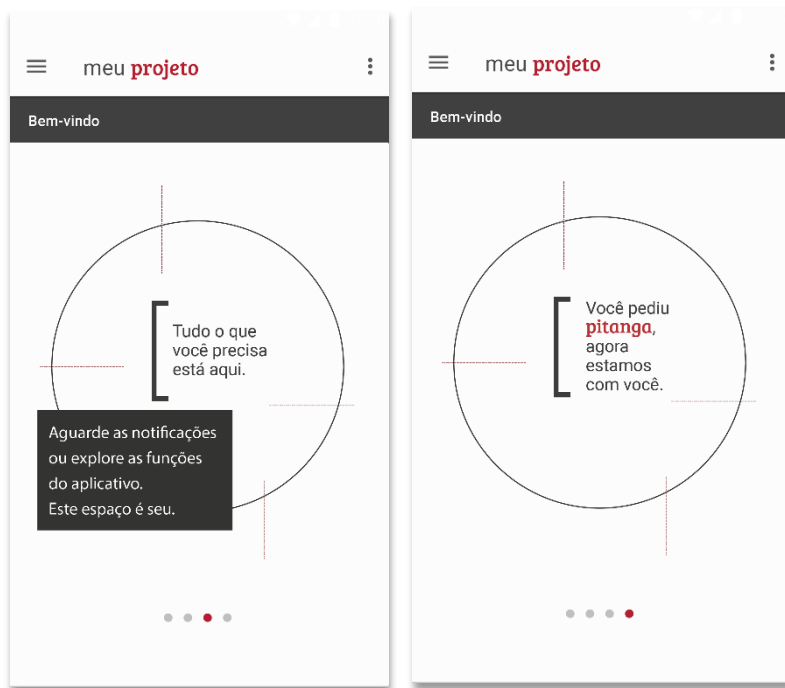 meu projeto
Bem-vindo
Tudo o que
você precisa
está aqui.
Aguarde as notificações
ou explore as funções
do aplicativo.
Este espaço é seu.
meu projeto
Bem-vindo
Você pediu
pitanga,
agora
estamos
com você.